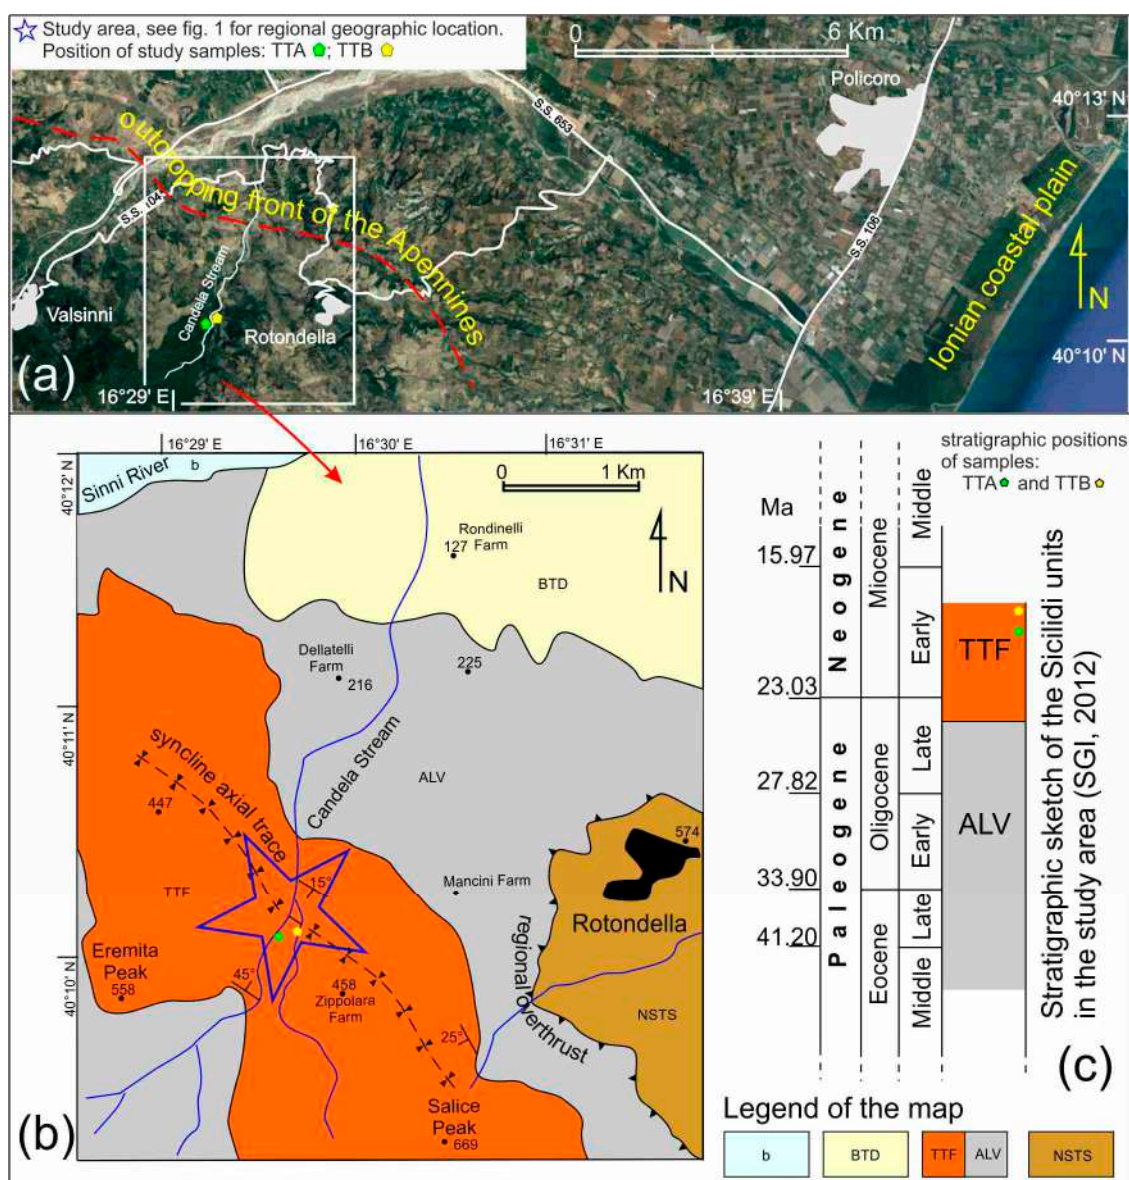 Study area, see fig. 1 for regional geographic location.
Position of study samples: TTA ; TTB
0 6 Km
Policoro
40°13' N
S.S. 653
outcropping front of the Apennines
S.S. 104
S.S. 106
Ionian coastal plain
N
Candela Stream
Valsinni
Rotondella
40°10' N
(a)
16°29' E
16°39' E
16°29' E
16°30' E
16°31' E
40°12' N
Sinni River
b
0 1 Km
Rondinelli
Farm
127
N
BTD
Dellatelli
Farm
216
225
40°11' N
syncline axial trace
Candela Stream
ALV
447
574
TTF
15°
Mancini Farm
Rotondella
regional overthrust
Eremita
Peak
558
40°10' N
45°
458
Zippolara
Farm
NSTS
25°
Salice
Peak
669
(b)
stratigraphic positions
of samples:
TTA and TTB
Ma
15.97
23.03
27.82
33.90
41.20
Neogene
Paleogene
Miocene
Oligocene
Eocene
Middle
Early
Late
Early
Late
Middle
TTF
ALV
Stratigraphic sketch of the Sicilidi units
in the study area (SGI, 2012)
(c)
Legend of the map
b
BTD
TTF
ALV
NSTS